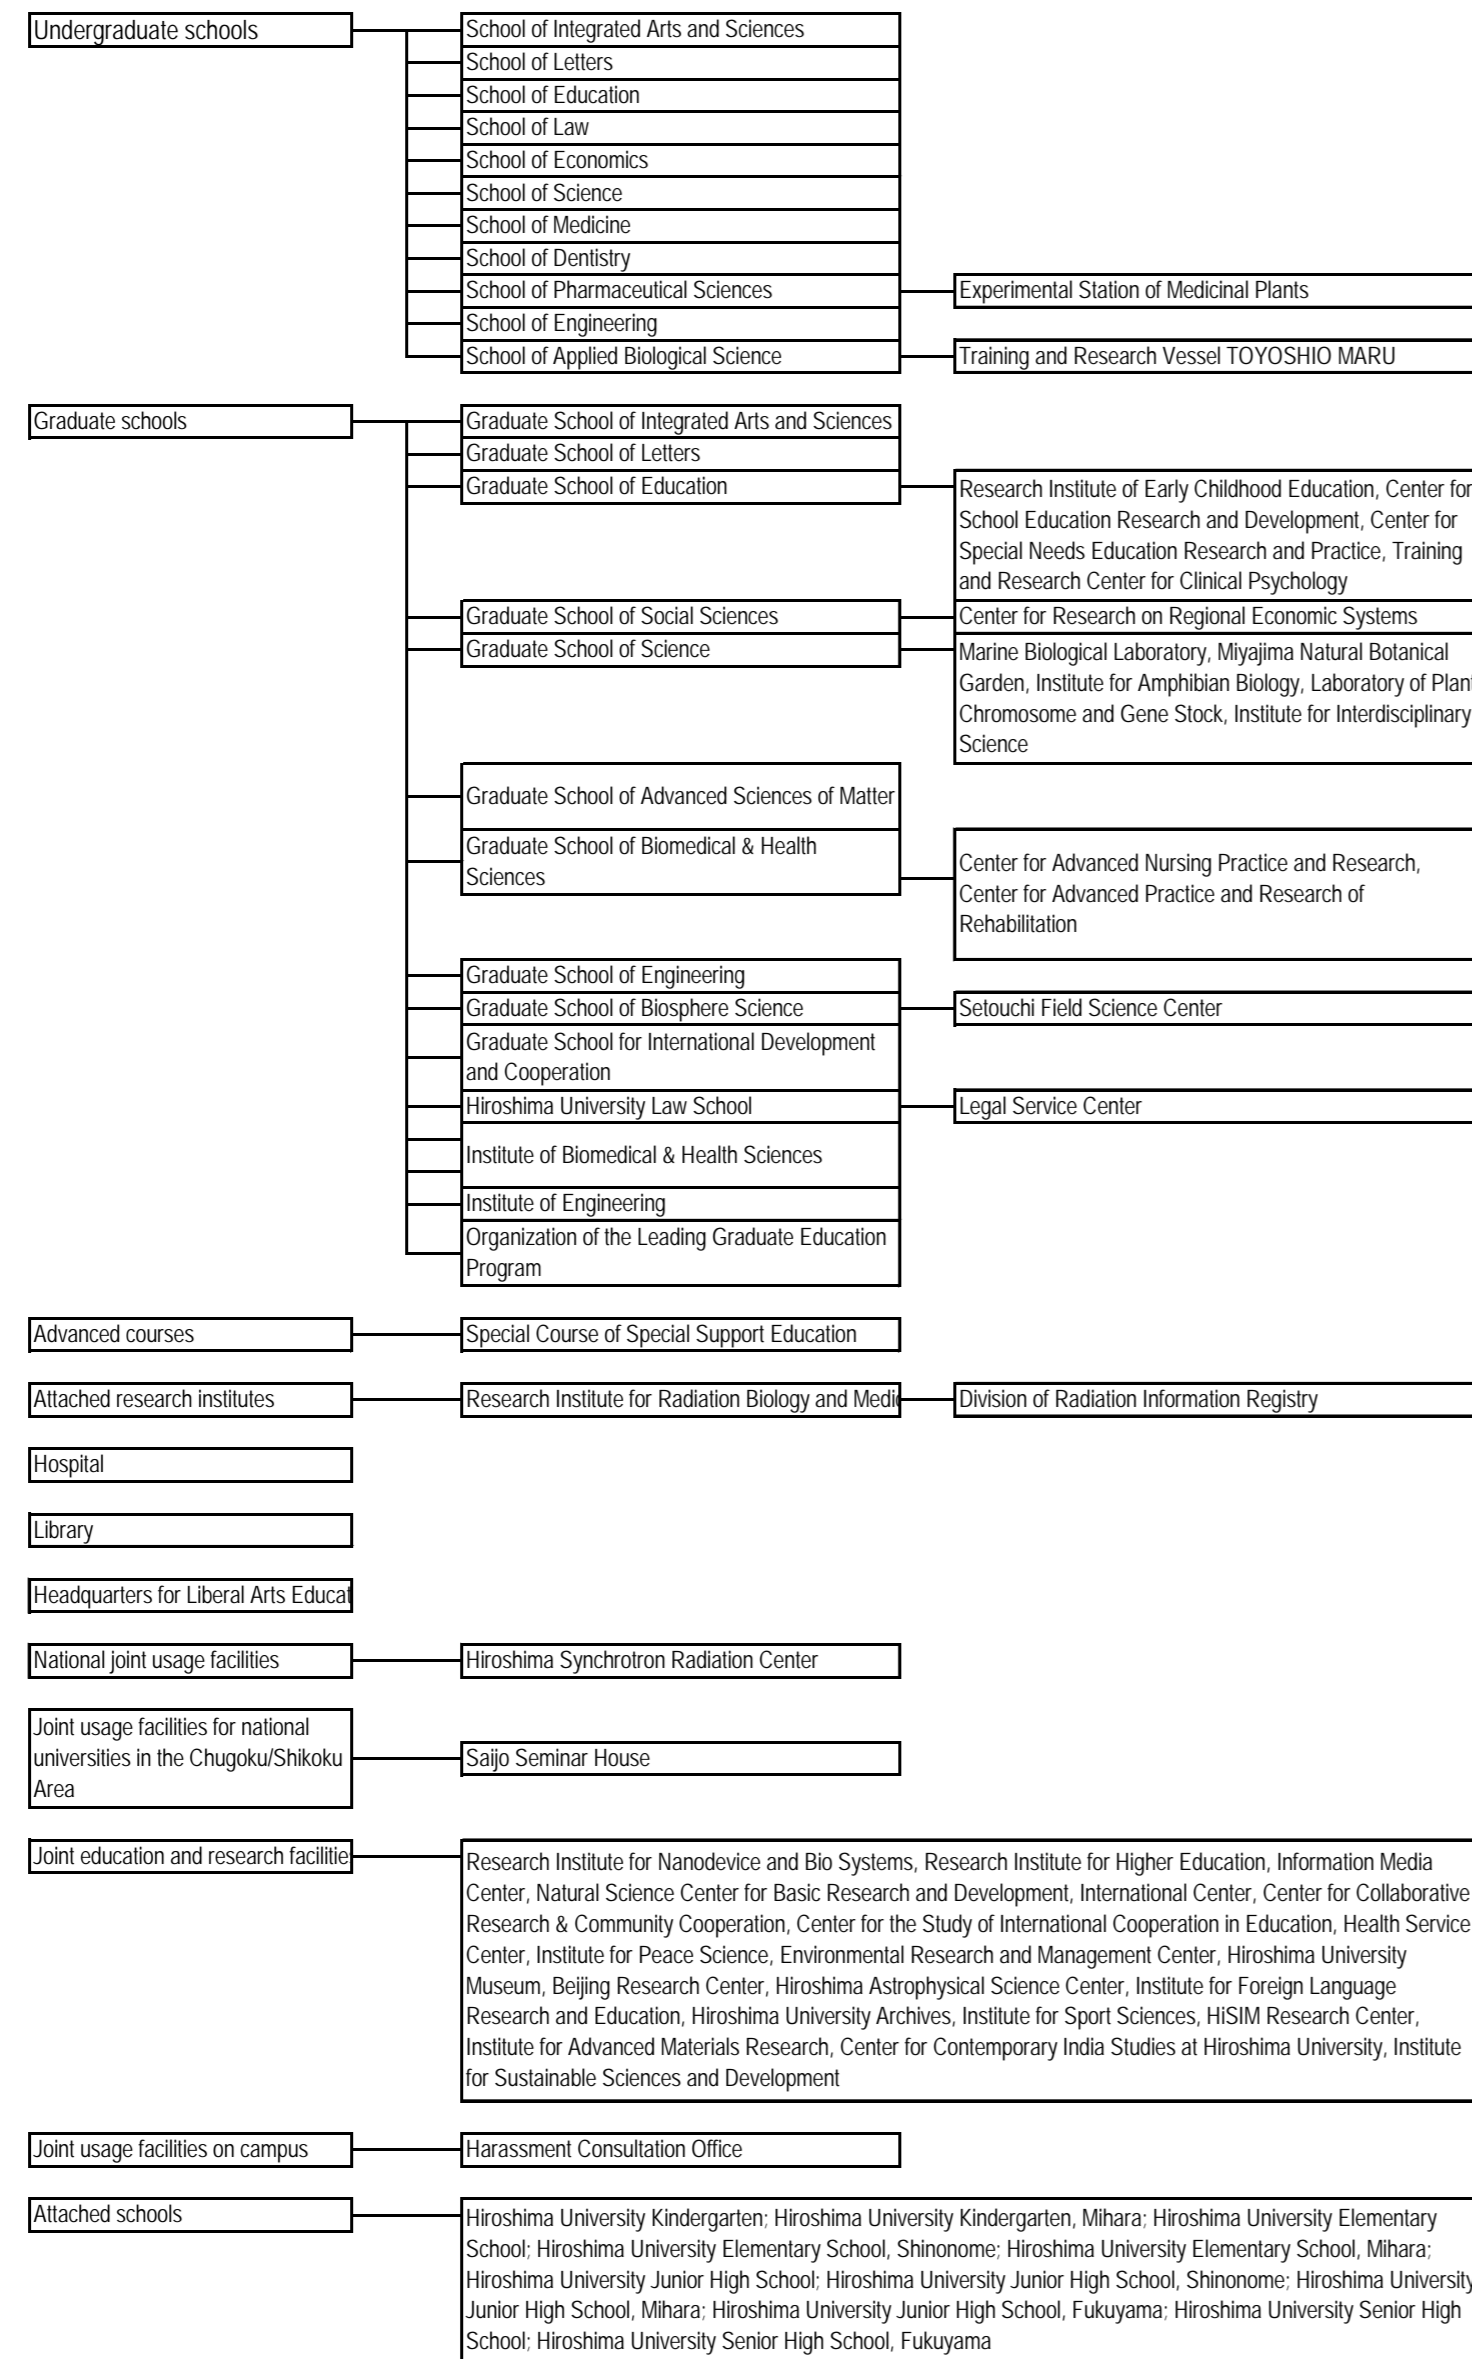 Undergraduate schools
School of Integrated Arts and Sciences
School of Letters
School of Education
School of Law
School of Economics
School of Science
School of Medicine
School of Dentistry
School of Pharmaceutical Sciences
Experimental Station of Medicinal Plants
School of Engineering
School of Applied Biological Science
Training and Research Vessel TOYOSHIO MARU
Graduate schools
Graduate School of Integrated Arts and Sciences
Graduate School of Letters
Graduate School of Education
Research Institute of Early Childhood Education, Center for
School Education Research and Development, Center for
Special Needs Education Research and Practice, Training
and Research Center for Clinical Psychology
Graduate School of Social Sciences
Center for Research on Regional Economic Systems
Graduate School of Science
Marine Biological Laboratory, Miyajima Natural Botanical
Garden, Institute for Amphibian Biology, Laboratory of Plant
Chromosome and Gene Stock, Institute for Interdisciplinary
Science
Graduate School of Advanced Sciences of Matter
Graduate School of Biomedical & Health
Sciences
Center for Advanced Nursing Practice and Research,
Center for Advanced Practice and Research of
Rehabilitation
Graduate School of Engineering
Graduate School of Biosphere Science
Setouchi Field Science Center
Graduate School for International Development
and Cooperation
Hiroshima University Law School
Legal Service Center
Institute of Biomedical & Health Sciences
Institute of Engineering
Organization of the Leading Graduate Education
Program
Advanced courses
Special Course of Special Support Education
Attached research institutes
Research Institute for Radiation Biology and Medic
Division of Radiation Information Registry
Hospital
Library
Headquarters for Liberal Arts Educat
National joint usage facilities
Hiroshima Synchrotron Radiation Center
Joint usage facilities for national
universities in the Chugoku/Shikoku
Area
Saijo Seminar House
Joint education and research facilitie
Research Institute for Nanodevice and Bio Systems, Research Institute for Higher Education, Information Media
Center, Natural Science Center for Basic Research and Development, International Center, Center for Collaborative
Research & Community Cooperation, Center for the Study of International Cooperation in Education, Health Service
Center, Institute for Peace Science, Environmental Research and Management Center, Hiroshima University
Museum, Beijing Research Center, Hiroshima Astrophysical Science Center, Institute for Foreign Language
Research and Education, Hiroshima University Archives, Institute for Sport Sciences, HiSIM Research Center,
Institute for Advanced Materials Research, Center for Contemporary India Studies at Hiroshima University, Institute
for Sustainable Sciences and Development
Joint usage facilities on campus
Harassment Consultation Office
Attached schools
Hiroshima University Kindergarten; Hiroshima University Kindergarten, Mihara; Hiroshima University Elementary
School; Hiroshima University Elementary School, Shinonome; Hiroshima University Elementary School, Mihara;
Hiroshima University Junior High School; Hiroshima University Junior High School, Shinonome; Hiroshima University
Junior High School, Mihara; Hiroshima University Junior High School, Fukuyama; Hiroshima University Senior High
School; Hiroshima University Senior High School, Fukuyama